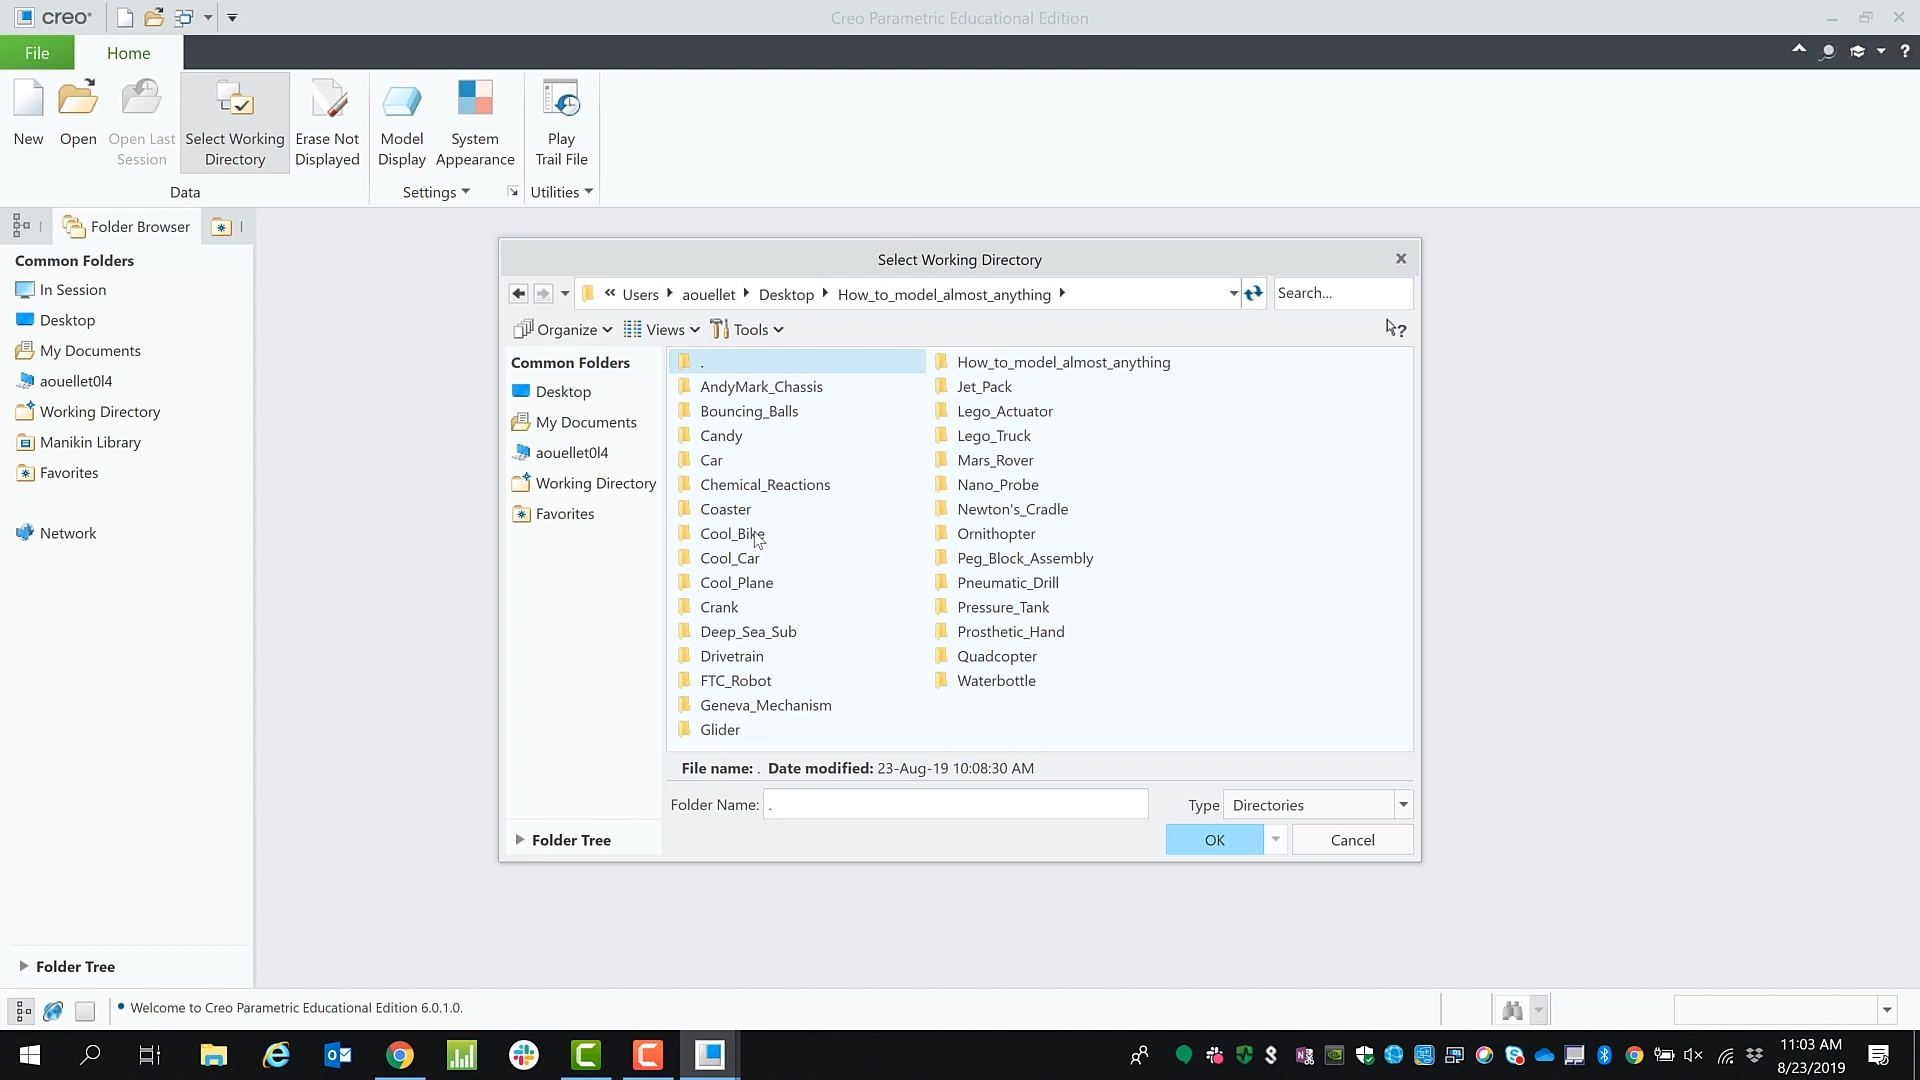 creo
Creo Parametric Educational Edition
File
Home
?
New
Open
Open Last
Session
Select Working
Directory
Erase Not
Displayed
Model
Display
System
Appearance
Play
Trail File
Data
Settings
Utilities
Folder Browser
Common Folders
In Session
Desktop
My Documents
aouellet0l4
Working Directory
Manikin Library
Favorites
Network
Folder Tree
Select Working Directory
« Users
aouellet
Desktop
How_to_model_almost_anything
Search...
Organize
Views
Tools
?
Common Folders
Desktop
My Documents
aouellet0l4
Working Directory
Favorites
Folder Tree
.
AndyMark_Chassis
Bouncing_Balls
Candy
Car
Chemical_Reactions
Coaster
Cool_Bike
Cool_Car
Cool_Plane
Crank
Deep_Sea_Sub
Drivetrain
FTC_Robot
Geneva_Mechanism
Glider
How_to_model_almost_anything
Jet_Pack
Lego_Actuator
Lego_Truck
Mars_Rover
Nano_Probe
Newton's_Cradle
Ornithopter
Peg_Block_Assembly
Pneumatic_Drill
Pressure_Tank
Prosthetic_Hand
Quadcopter
Waterbottle
File name: . Date modified: 23-Aug-19 10:08:30 AM
Folder Name: .
Type Directories
OK
Cancel
• Welcome to Creo Parametric Educational Edition 6.0.1.0.
11:03 AM
8/23/2019